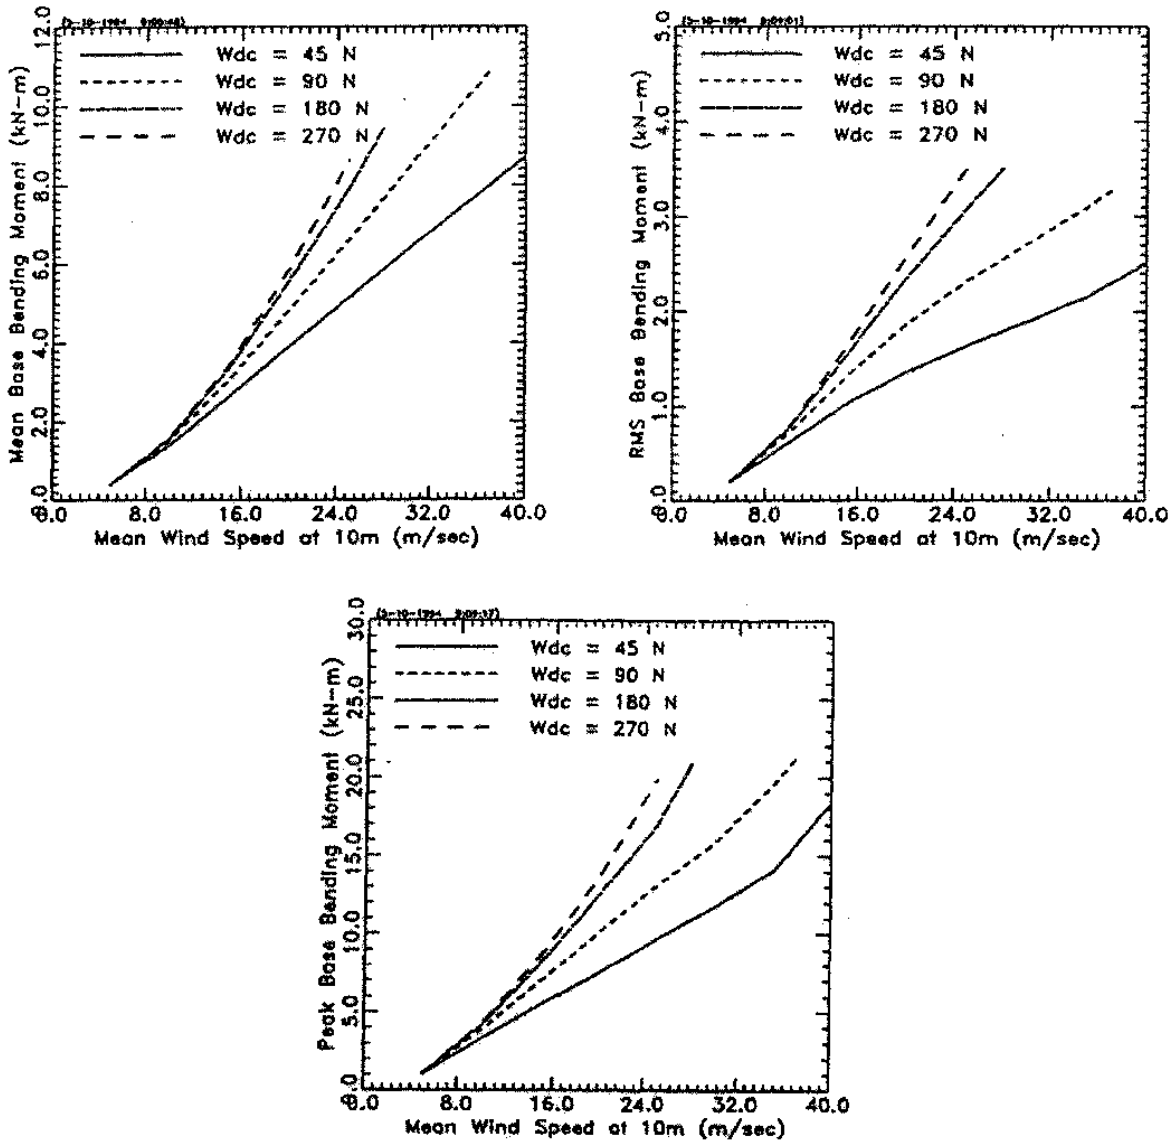 Wdc = 45 N
Wdc = 90 N
Wdc = 180 N
Wdc = 270 N
Mean Base Bending Moment (kN-m)
12.0
10.0
8.0
6.0
4.0
2.0
.0
0.0 8.0 16.0 24.0 32.0 40.0
Mean Wind Speed at 10m (m/sec)
Wdc = 45 N
Wdc = 90 N
Wdc = 180 N
Wdc = 270 N
RMS Base Bending Moment (kN-m)
5.0
4.0
3.0
2.0
1.0
.0
0.0 8.0 16.0 24.0 32.0 40.0
Mean Wind Speed at 10m (m/sec)
Wdc = 45 N
Wdc = 90 N
Wdc = 180 N
Wdc = 270 N
Peak Base Bending Moment (kN-m)
30.0
25.0
20.0
15.0
10.0
5.0
.0
0.0 8.0 16.0 24.0 32.0 40.0
Mean Wind Speed at 10m (m/sec)